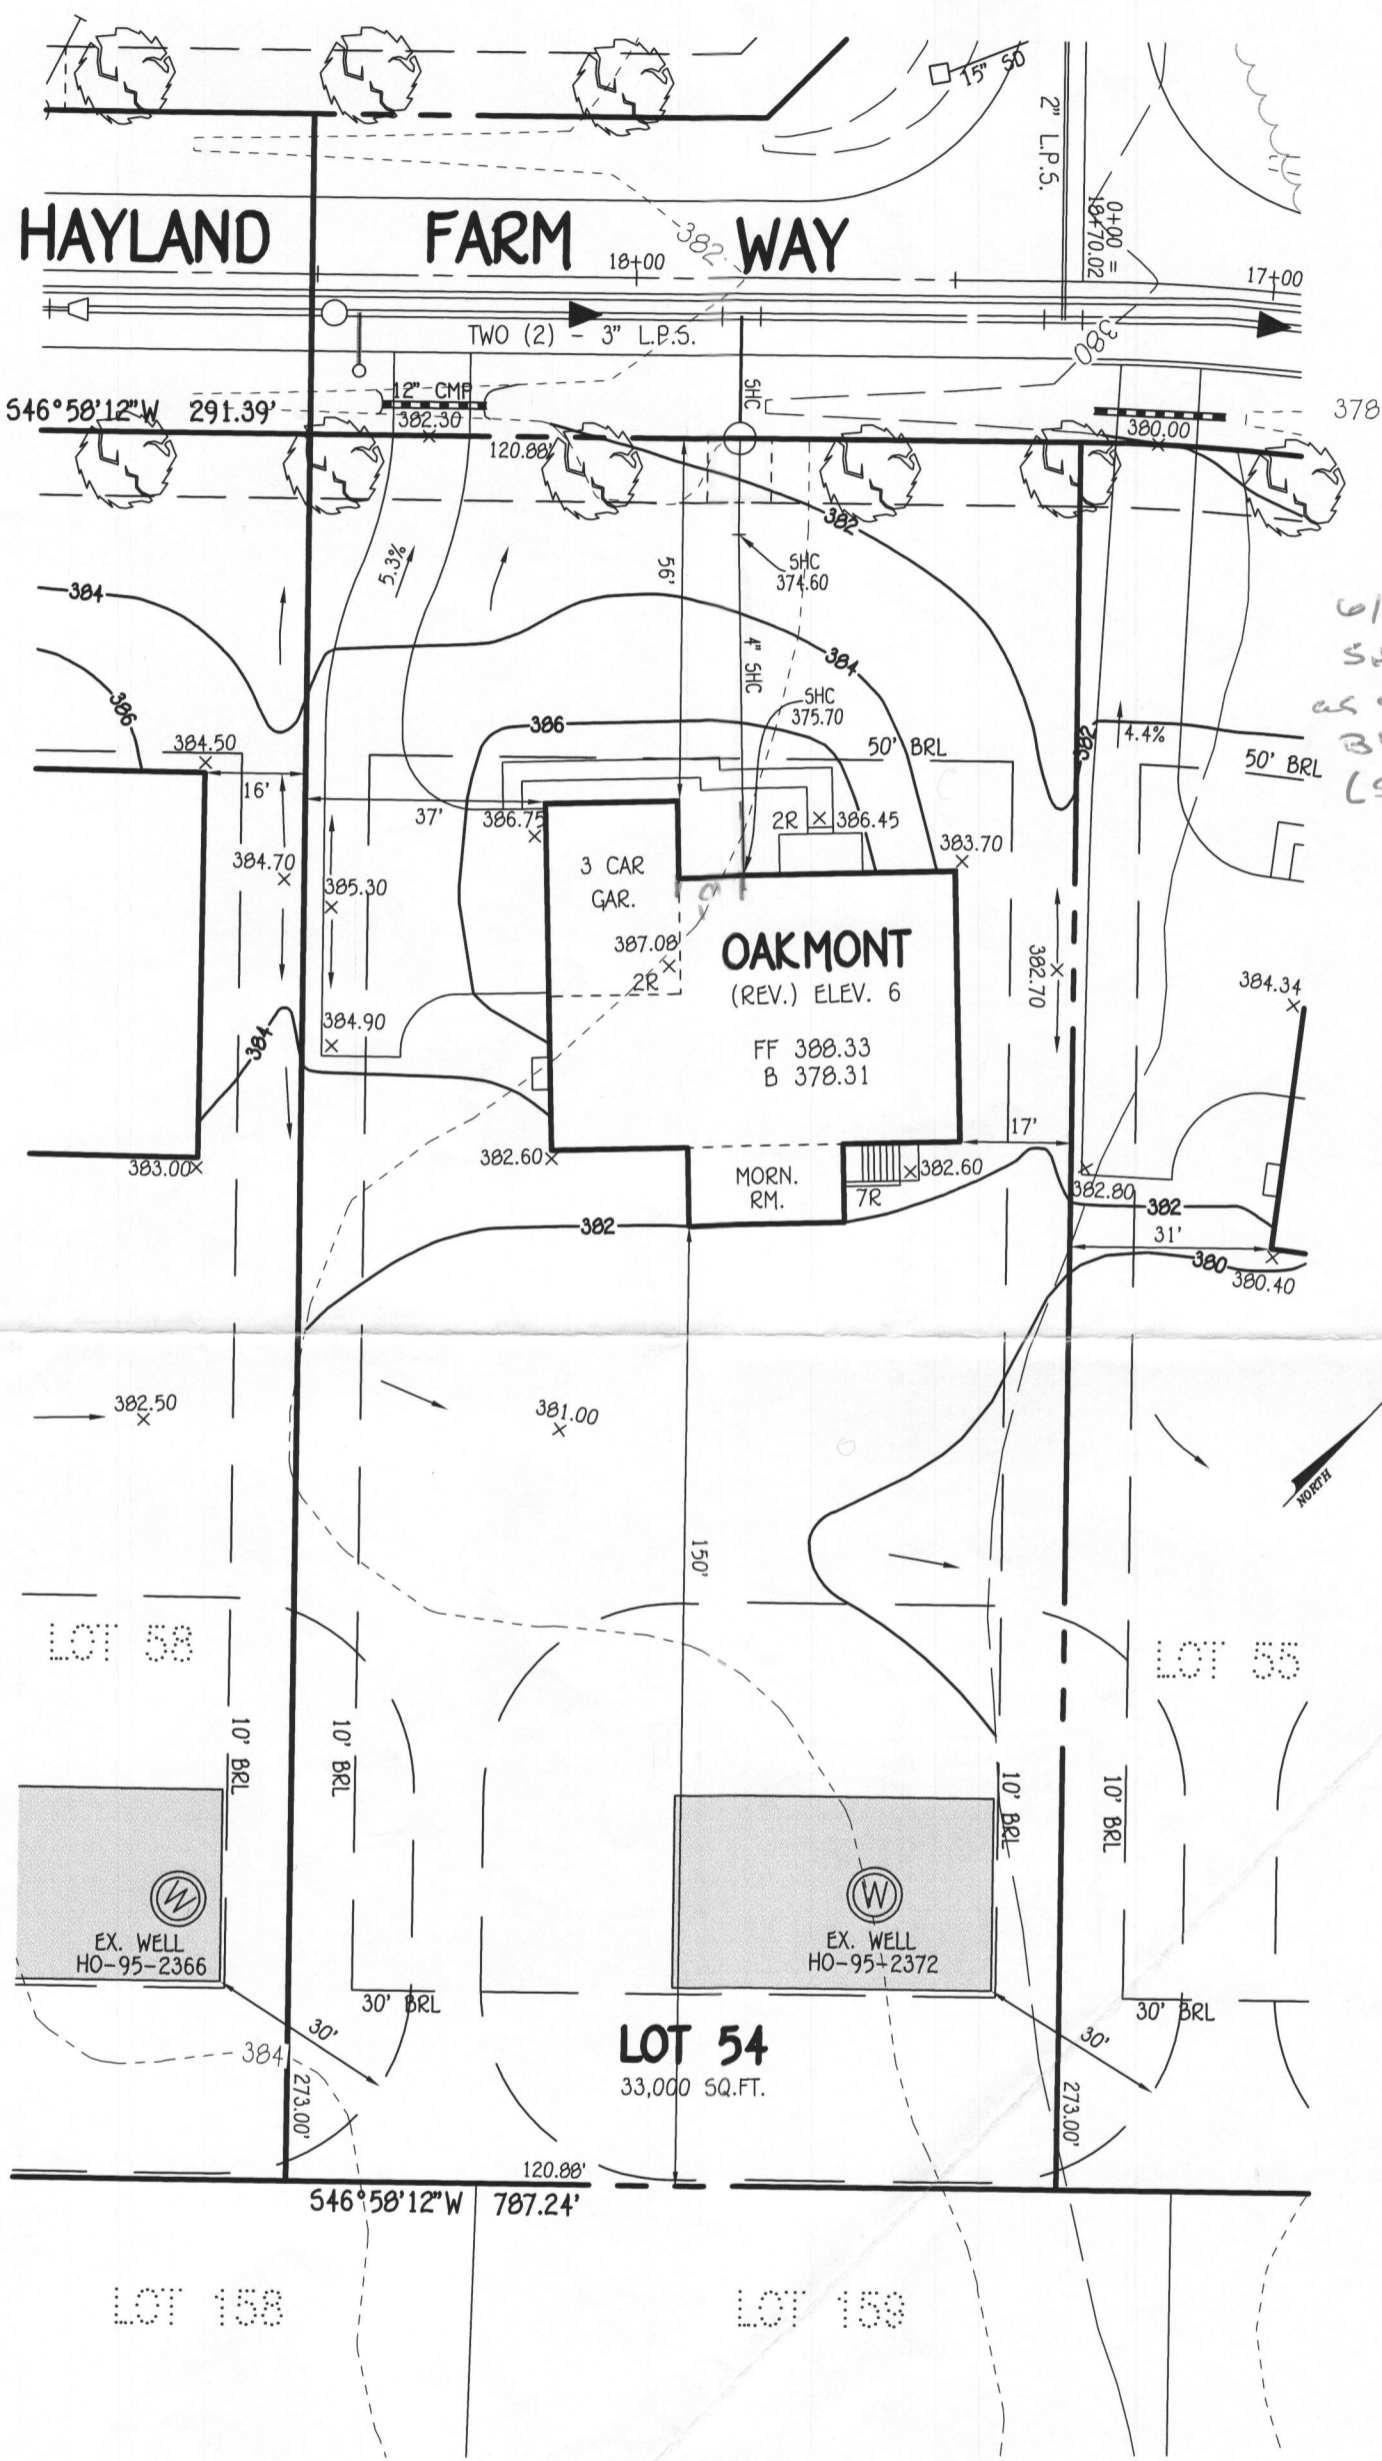 15" SD
2" L.P.S.
0+00 =
18+70.02
HAYLAND FARM WAY
382
18+00
17+00
TWO (2) - 3" L.P.S.
380
SHC
12" CMP
382.30
S46°58'12"W 291.39'
378
380.00
120.88'
382
5.3%
56'
SHC
374.60
384
4" SHC
384
386
SHC
375.70
386
382
4.4%
384.50
50' BRL
50' BRL
16'
37'
386.75
2R
386.45
383.70
384.70
3 CAR
GAR.
385.30
387.08
2R
OAKMONT
(REV.) ELEV. 6
382.70
384.34
384.90
384
FF 388.33
B 378.31
17'
383.00
382.60
MORN.
RM.
382.60
7R
382.80
382
382
31'
380
380.40
382.50
381.00
NORTH
150'
LOT 58
LOT 55
10' BRL
10' BRL
10' BRL
10' BRL
W
EX. WELL
HO-95-2366
W
EX. WELL
HO-95-2372
30' BRL
30' BRL
30'
30'
384
LOT 54
33,000 SQ.FT.
273.00'
273.00'
120.88'
S46°58'12"W 787.24'
LOT 158
LOT 159